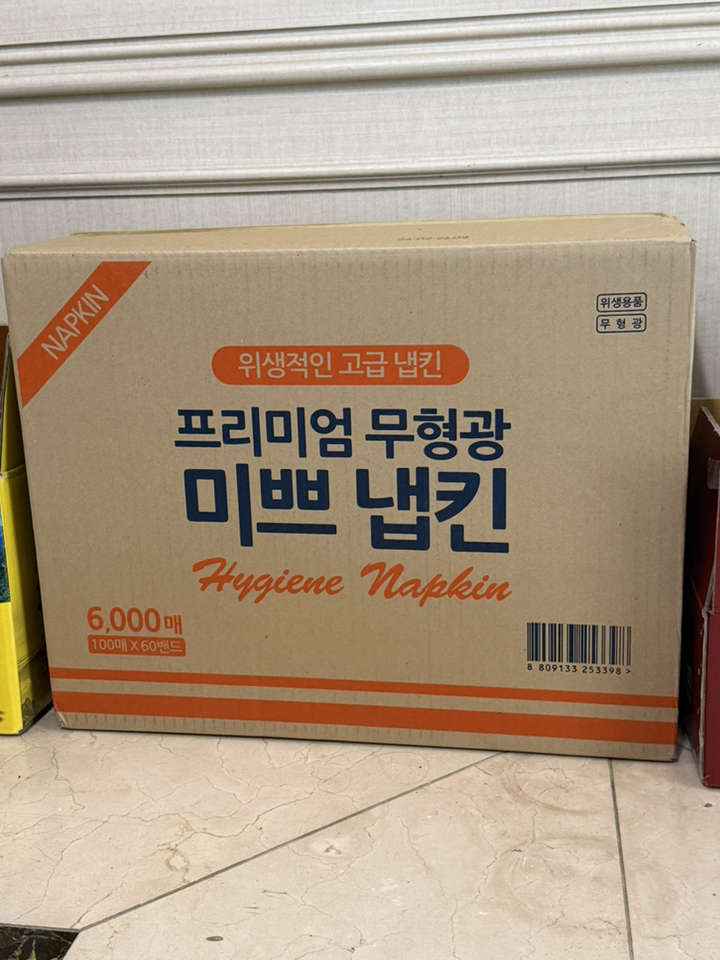 NAPKIN
위생용품
무 형 광
위생적인 고급 냅킨
프리미엄 무형광
미쁘 냅킨
Hygiene Napkin
6,000매
100매 X 60밴드
8 809133 253398 >